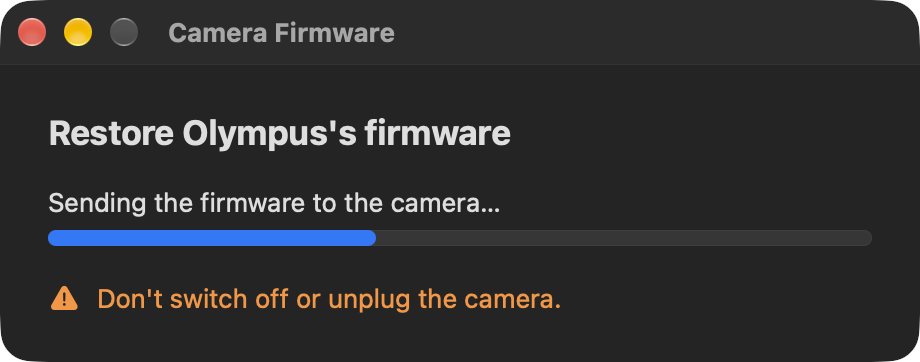 Camera Firmware
Restore Olympus's firmware
Sending the firmware to the camera...
Don't switch off or unplug the camera.